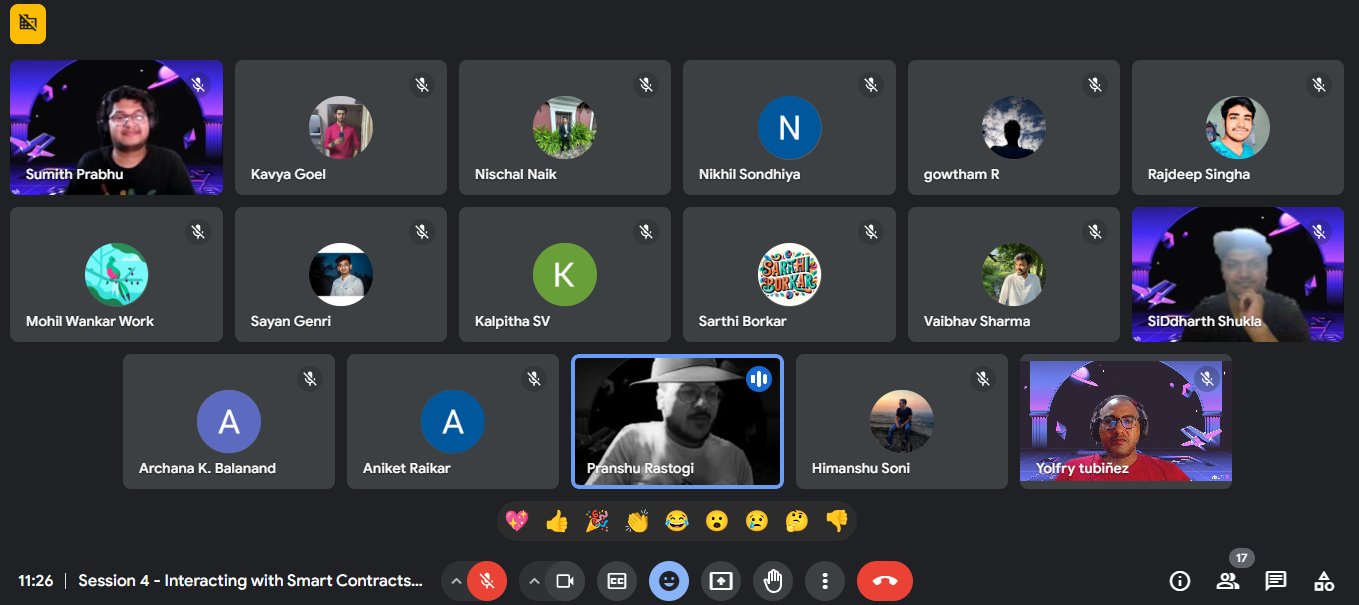 Sumith Prabhu
Kavya Goel
N
Nischal Naik
Nikhil Sondhiya
gowtham R
Rajdeep Singha
Mohil Wankar Work
Sayan Genri
K
Kalpitha SV
SARTHI
BORKAR
Sarthi Borkar
Vaibhav Sharma
SiDdharth Shukla
A
Archana K. Balanand
A
Aniket Raikar
Pranshu Rastogi
Himanshu Soni
Yolfry tubiñez
11:26 | Session 4 - Interacting with Smart Contracts...
CC
17